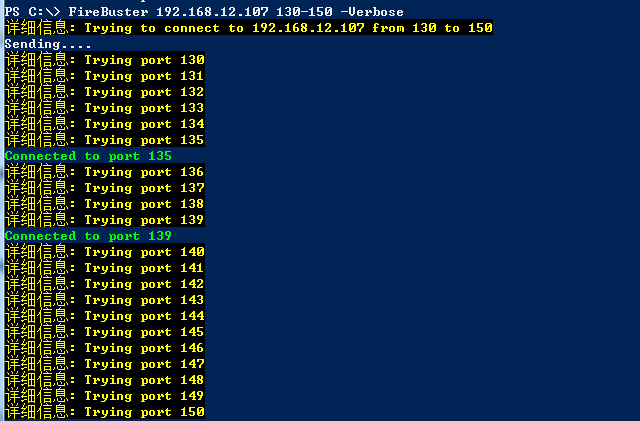 PS C:\> FireBuster 192.168.12.107 130-150 -Verbose
详细信息: Trying to connect to 192.168.12.107 from 130 to 150
Sending....
详细信息: Trying port 130
详细信息: Trying port 131
详细信息: Trying port 132
详细信息: Trying port 133
详细信息: Trying port 134
详细信息: Trying port 135
Connected to port 135
详细信息: Trying port 136
详细信息: Trying port 137
详细信息: Trying port 138
详细信息: Trying port 139
Connected to port 139
详细信息: Trying port 140
详细信息: Trying port 141
详细信息: Trying port 142
详细信息: Trying port 143
详细信息: Trying port 144
详细信息: Trying port 145
详细信息: Trying port 146
详细信息: Trying port 147
详细信息: Trying port 148
详细信息: Trying port 149
详细信息: Trying port 150